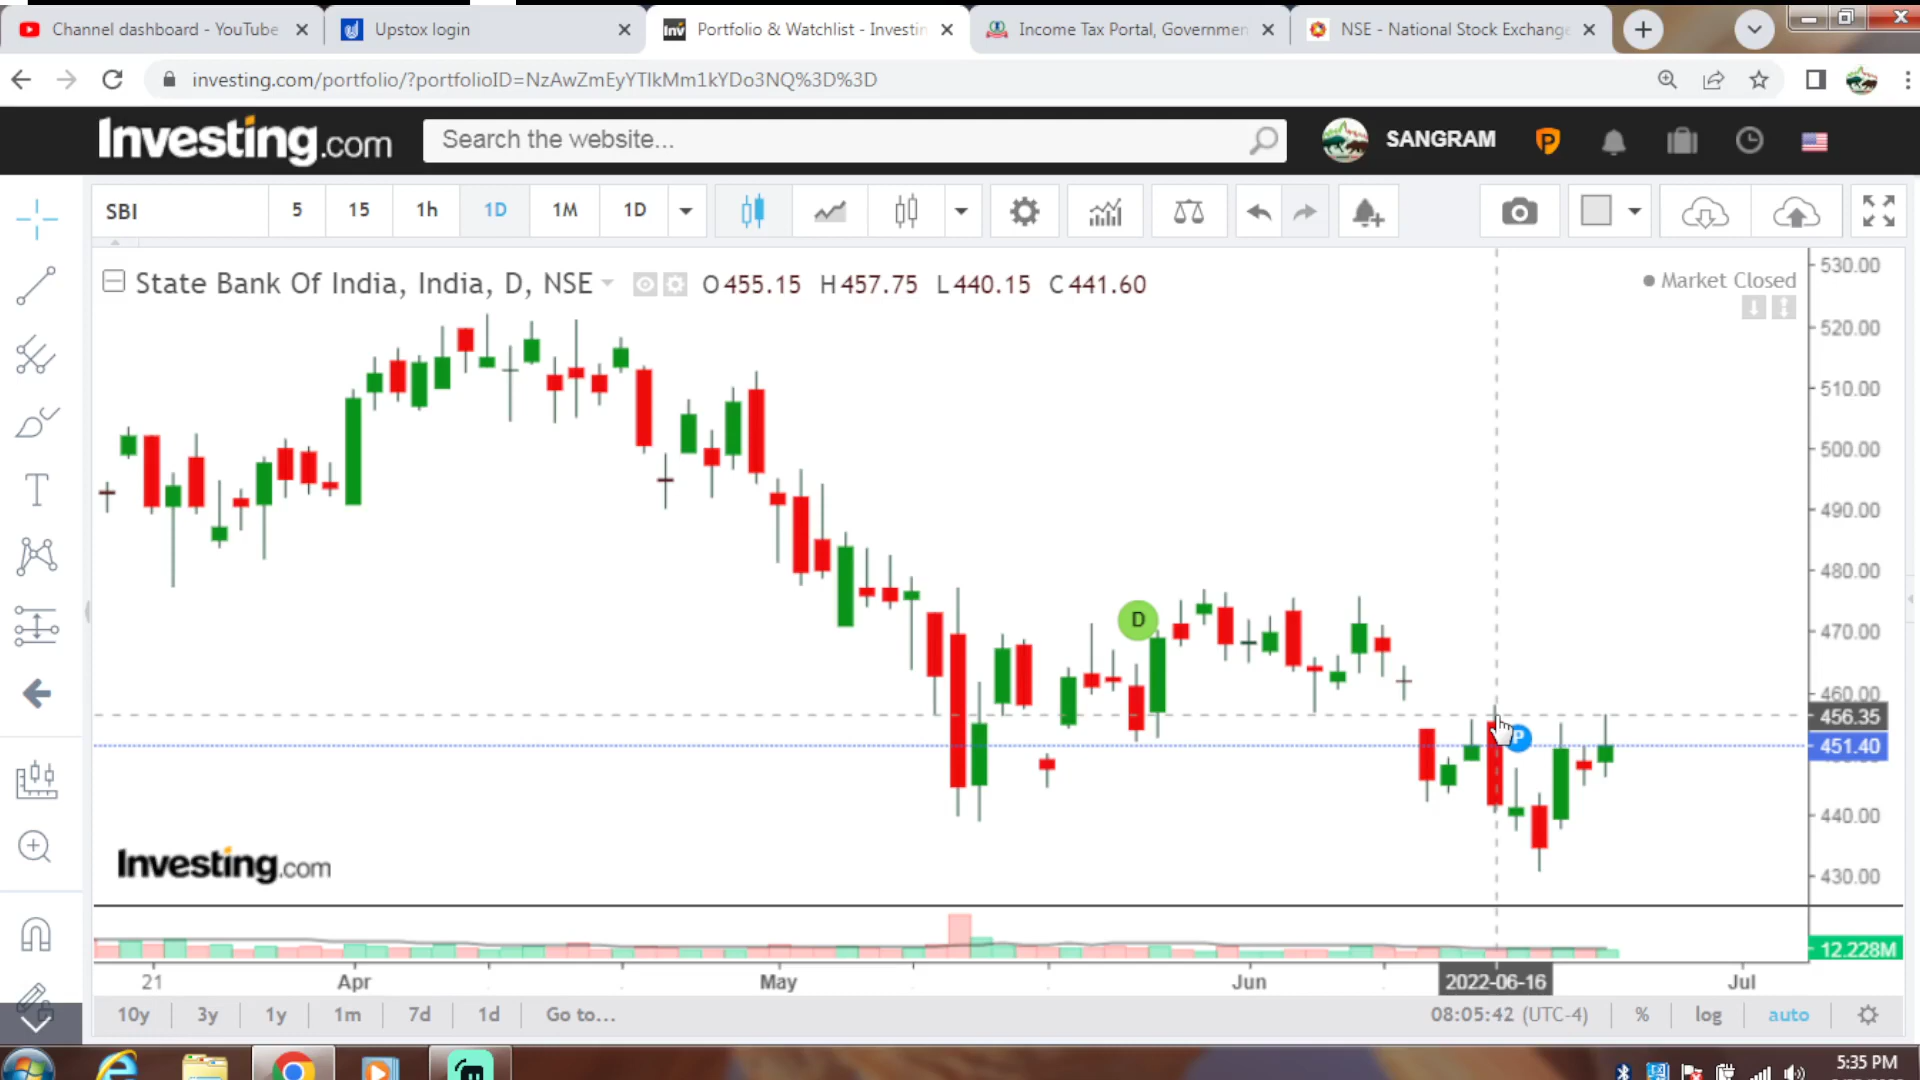 Channel dashboard - YouTube
Upstox login
Portfolio & Watchlist - Investin
Income Tax Portal, Governmen
NSE - National Stock Exchange
investing.com/portfolio/?portfolioID=NzAwZmEyYTlkMm1kYDo3NQ%3D%3D
Investing.com
Search the website...
SANGRAM
P
SBI
5
15
1h
1D
1M
1D
State Bank Of India, India, D, NSE
O 455.15 H 457.75 L 440.15 C 441.60
Market Closed
530.00
520.00
510.00
500.00
490.00
480.00
D
470.00
460.00
456.35
P
451.40
440.00
430.00
Investing.com
12.228M
21
Apr
May
Jun
2022-06-16
Jul
10y
3y
1y
1m
7d
1d
Go to...
08:05:42 (UTC-4)
%
log
auto
5:35 PM